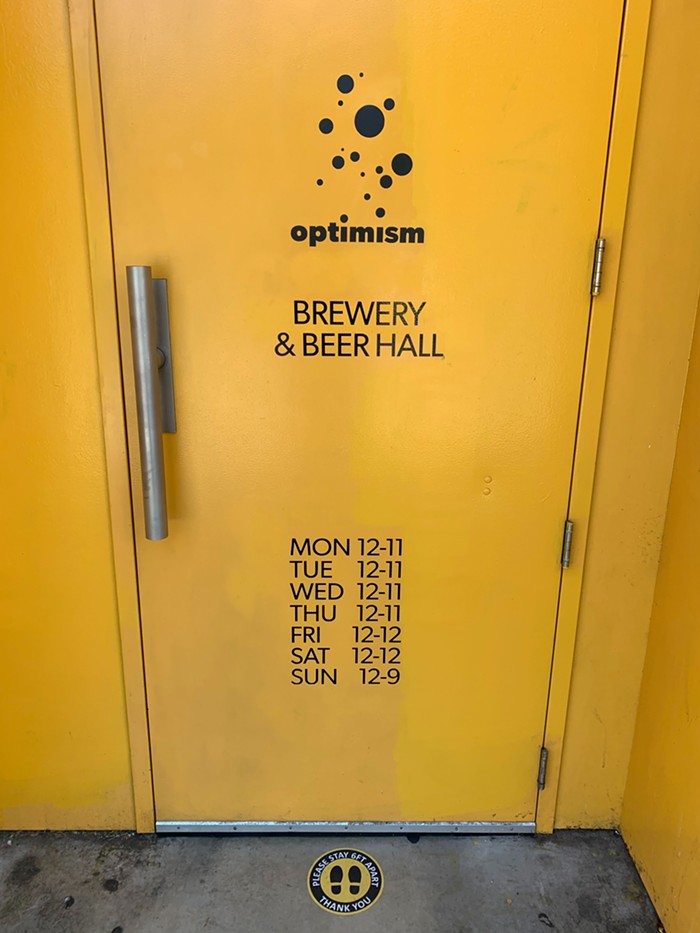 optimism
BREWERY
& BEER HALL
MON 12-11
TUE 12-11
WED 12-11
THU 12-11
FRI 12-12
SAT 12-12
SUN 12-9
PLEASE STAY 6FT APART
THANK YOU